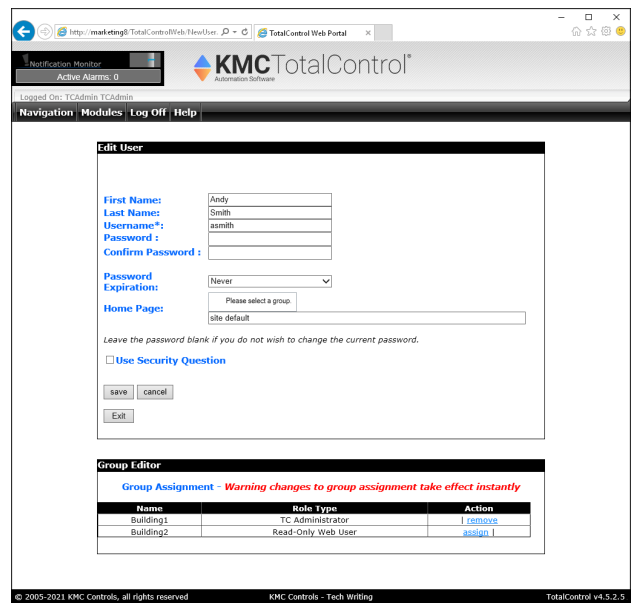 http://marketing8/TotalControlWeb/NewUser.
TotalControl Web Portal
Notification Monitor
Active Alarms: 0
KMCTotalControl®
Automation Software
Logged On: TCAdmin TCAdmin
Navigation Modules Log Off Help
Edit User
First Name: Andy
Last Name: Smith
Username*: asmith
Password :
Confirm Password :
Password Expiration: Never
Please select a group.
Home Page:
site default
Leave the password blank if you do not wish to change the current password.
Use Security Question
save cancel
Exit
Group Editor
Group Assignment - Warning changes to group assignment take effect instantly
Name Role Type Action
Building1 TC Administrator | remove
Building2 Read-Only Web User assign |
© 2005-2021 KMC Controls, all rights reserved KMC Controls - Tech Writing TotalControl v4.5.2.5